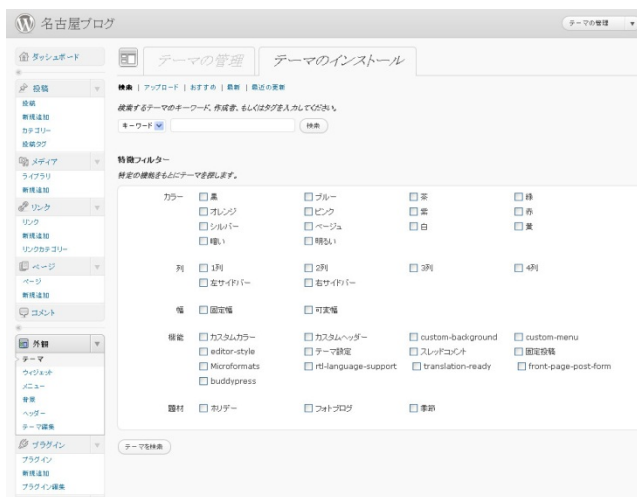 名古屋ブログ
テーマの管理
ダッシュボード
投稿
投稿
新規追加
カテゴリー
投稿タグ
メディア
ライブラリ
新規追加
リンク
リンク
新規追加
リンクカテゴリー
ページ
ページ
新規追加
コメント
外観
テーマ
ウィジェット
メニュー
背景
ヘッダー
テーマ編集
プラグイン
プラグイン
新規追加
プラグイン編集
テーマの管理 テーマのインストール
検索 | アップロード | おすすめ | 最新 | 最近の更新
検索するテーマのキーワード、作成者、もしくはタグを入力してください。
キーワード 検索
特徴フィルター
特定の機能をもとにテーマを探します。
カラー 黒 ブルー 茶 緑
オレンジ ピンク 紫 赤
シルバー ベージュ 白 黄
暗い 明るい
列 1列 2列 3列 4列
左サイドバー 右サイドバー
幅 固定幅 可変幅
機能 カスタムカラー カスタムヘッダー custom-background custom-menu
editor-style テーマ設定 スレッドコメント 固定投稿
Microformats rtl-language-support translation-ready front-page-post-form
buddypress
題材 ホリデー フォトブログ 季節
テーマを検索